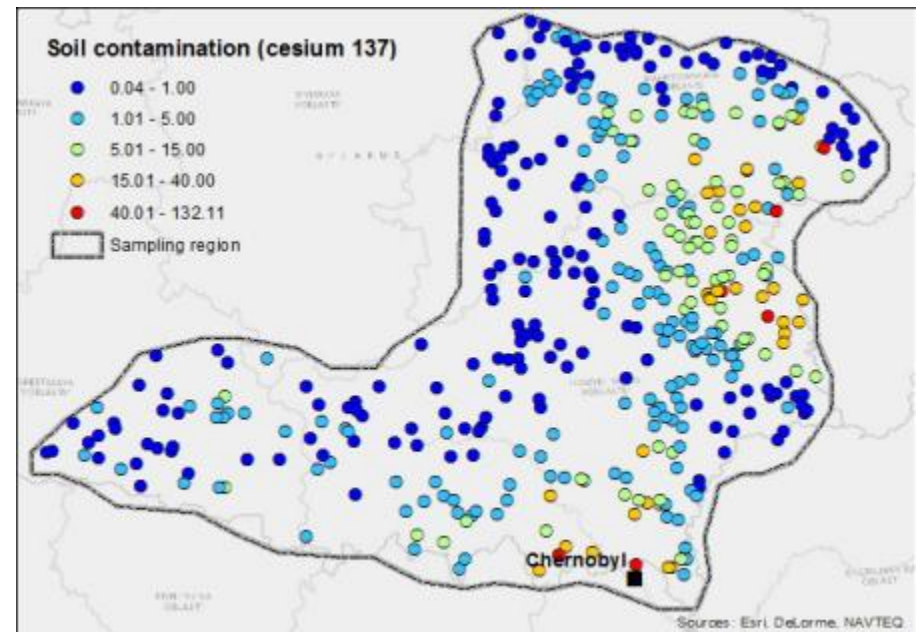 Soil contamination (cesium 137)
0.04 - 1.00
1.01 - 5.00
5.01 - 15.00
15.01 - 40.00
40.01 - 132.11
Sampling region
BELARUS
Chernobyl
Sources: Esri, DeLorme, NAVTEQ